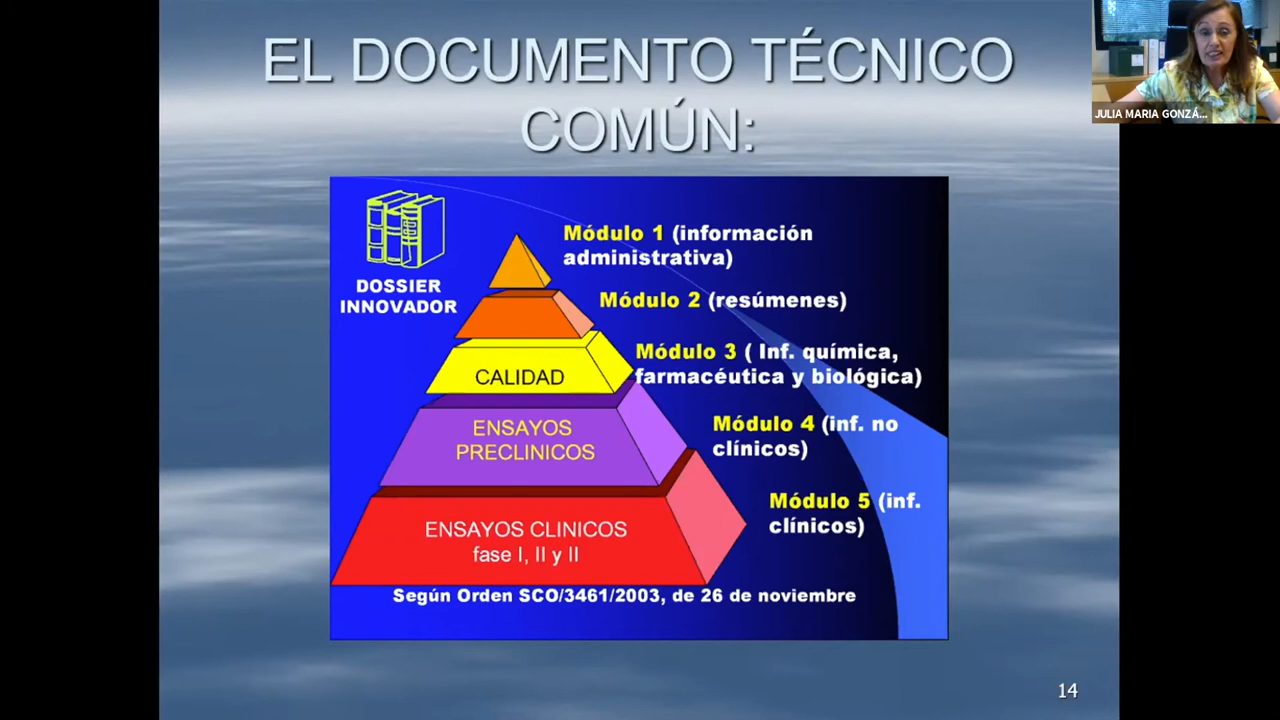 EL DOCUMENTO TÉCNICO
COMÚN:
JULIA MARIA GONZÁ...
DOSSIER
INNOVADOR
Módulo 1 (información
administrativa)
Módulo 2 (resúmenes)
Módulo 3 ( Inf. química,
farmacéutica y biológica)
CALIDAD
Módulo 4 (inf. no
clínicos)
ENSAYOS
PRECLINICOS
Módulo 5 (inf.
clínicos)
ENSAYOS CLINICOS
fase I, II y II
Según Orden SCO/3461/2003, de 26 de noviembre
14